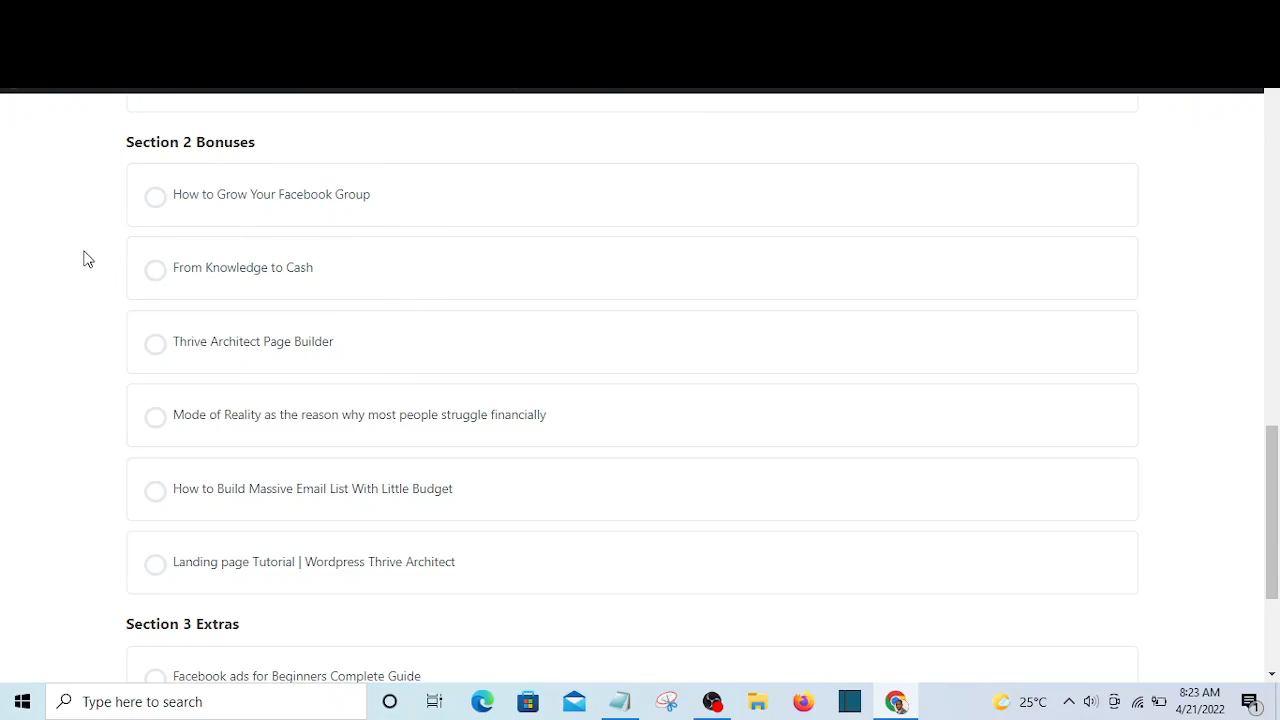 Section 2 Bonuses
How to Grow Your Facebook Group
From Knowledge to Cash
Thrive Architect Page Builder
Mode of Reality as the reason why most people struggle financially
How to Build Massive Email List With Little Budget
Landing page Tutorial | Wordpress Thrive Architect
Section 3 Extras
Facebook ads for Beginners Complete Guide
Type here to search
25°C
8:23 AM
4/21/2022
1